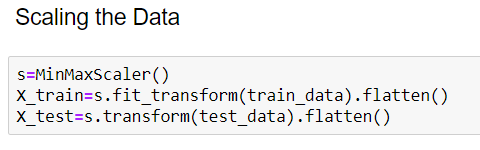 Scaling the Data
s=MinMaxScaler()
X_train=s.fit_transform(train_data).flatten()
X_test=s.transform(test_data).flatten()